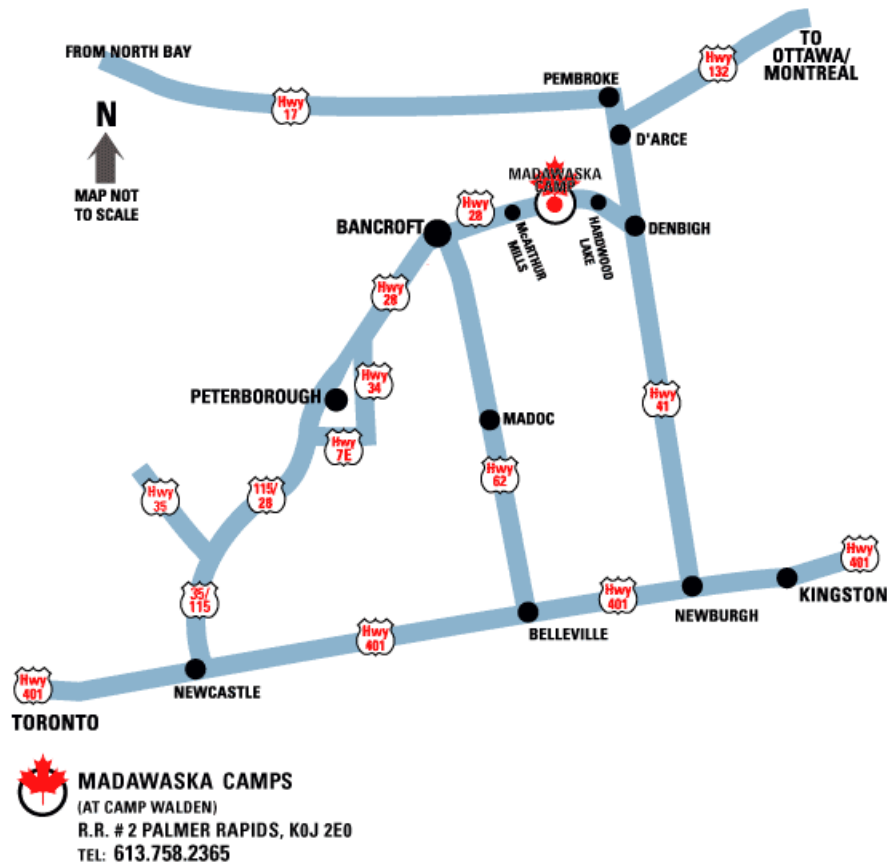 FROM NORTH BAY
TO
OTTAWA/
MONTREAL
Hwy
132
PEMBROKE
Hwy
17
N
D'ARCE
MAP NOT
TO SCALE
MADAWASKA
CAMP
Hwy
28
BANCROFT
McARTHUR
MILLS
HARDWOOD
LAKE
DENBIGH
Hwy
28
Hwy
34
PETERBOROUGH
Hwy
41
MADOC
Hwy
7E
Hwy
62
Hwy
35
115/
28
Hwy
401
KINGSTON
35/
115
Hwy
401
NEWBURGH
BELLEVILLE
Hwy
401
NEWCASTLE
Hwy
401
TORONTO
MADAWASKA CAMPS
(AT CAMP WALDEN)
R.R. # 2 PALMER RAPIDS, K0J 2E0
TEL: 613.758.2365